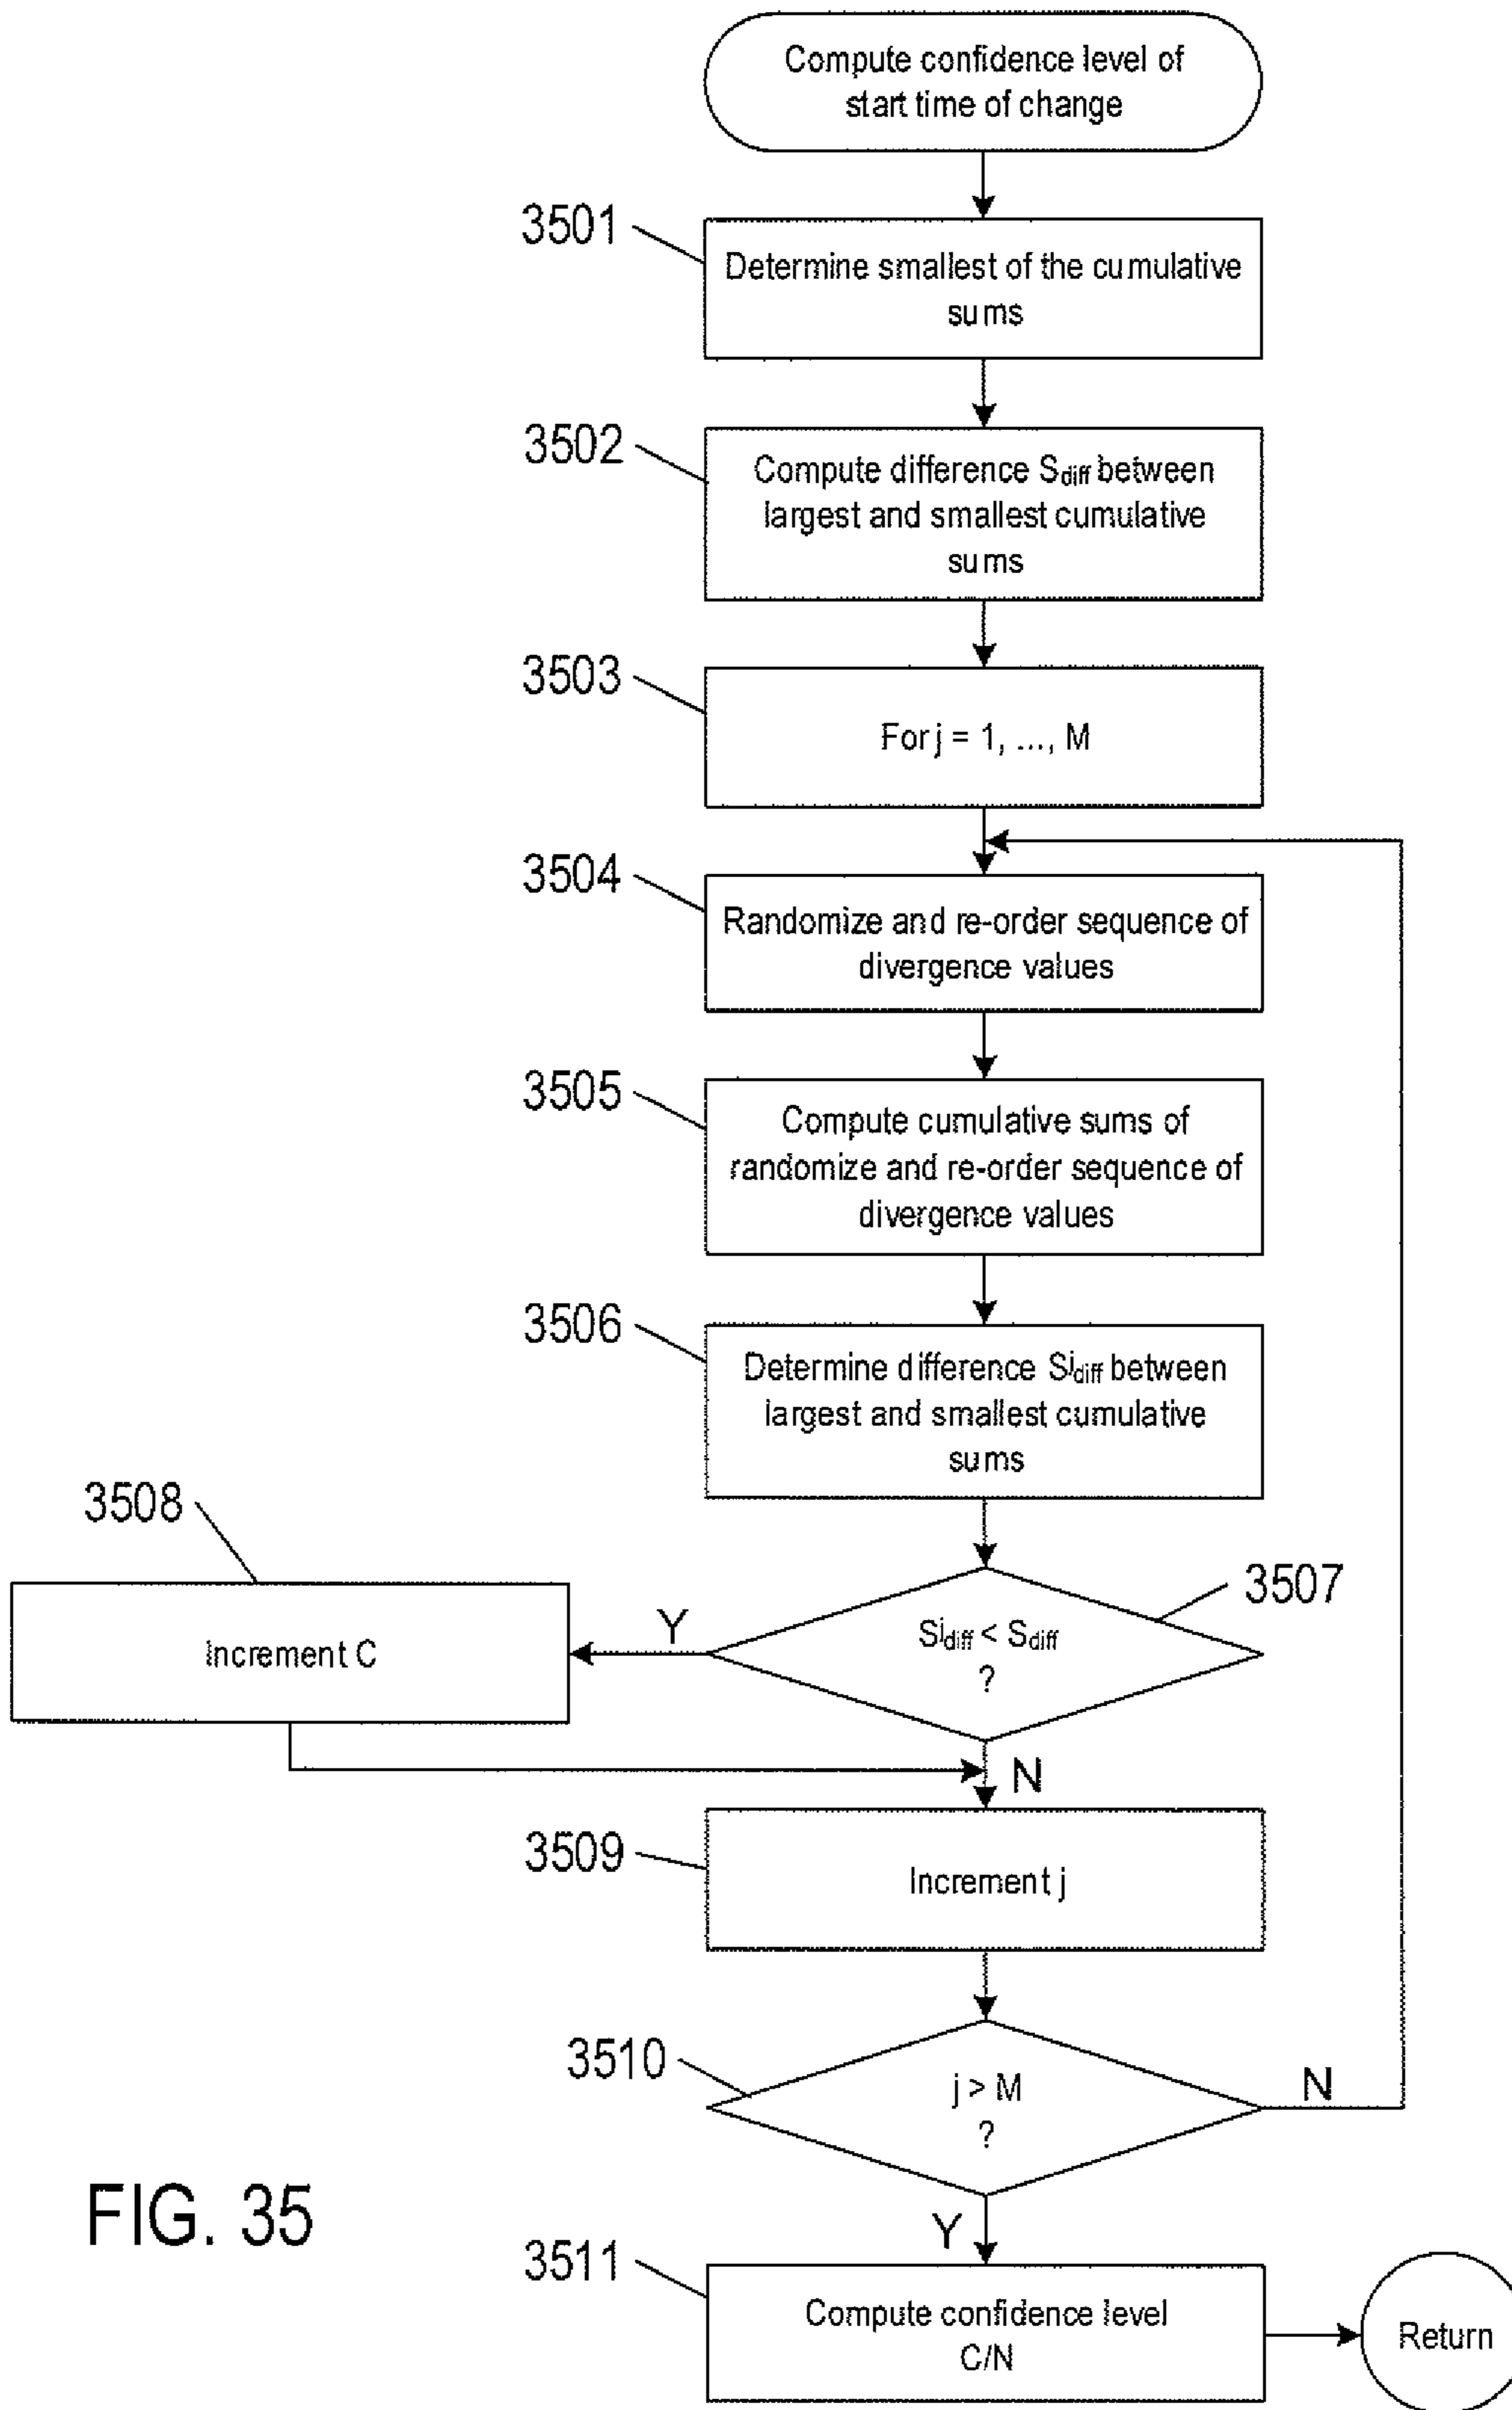 Compute confidence level of
start time of change
3501
Determine smallest of the cumulative
sums
3502
Compute difference Sdiff between
largest and smallest cumulative
sums
3503
For j = 1, ..., M
3504
Randomize and re-order sequence of
divergence values
3505
Compute cumulative sums of
randomize and re-order sequence of
divergence values
3506
Determine difference Sʲdiff between
largest and smallest cumulative
sums
3508
3507
Increment C
Y
Sʲdiff < Sdiff
?
N
3509
Increment j
3510
j > M
?
N
FIG. 35
Y
3511
Compute confidence level
C/N
Return